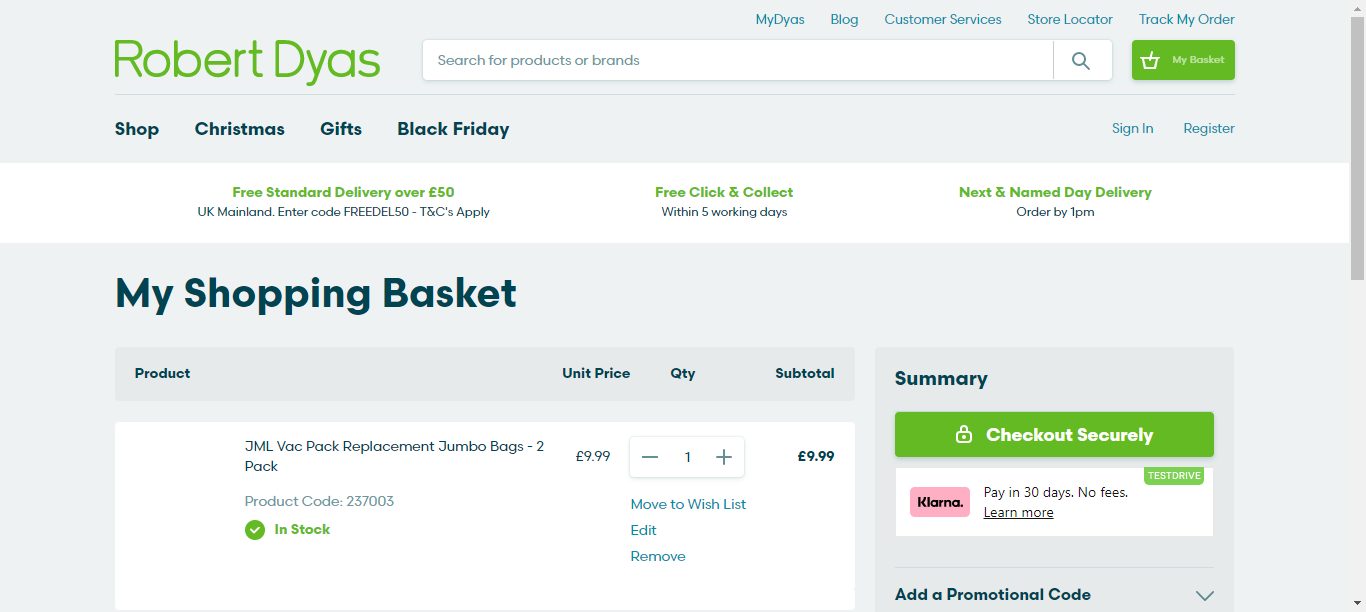 MyDyas Blog Customer Services Store Locator Track My Order
Robert Dyas
Search for products or brands
My Basket
Shop Christmas Gifts Black Friday
Sign In Register
Free Standard Delivery over £50
UK Mainland. Enter code FREEDEL50 - T&C's Apply
Free Click & Collect
Within 5 working days
Next & Named Day Delivery
Order by 1pm
My Shopping Basket
Product Unit Price Qty Subtotal
JML Vac Pack Replacement Jumbo Bags - 2
Pack
£9.99 1 £9.99
Product Code: 237003
In Stock
Move to Wish List
Edit
Remove
Summary
Checkout Securely
TESTDRIVE
Klarna.
Pay in 30 days. No fees.
Learn more
Add a Promotional Code